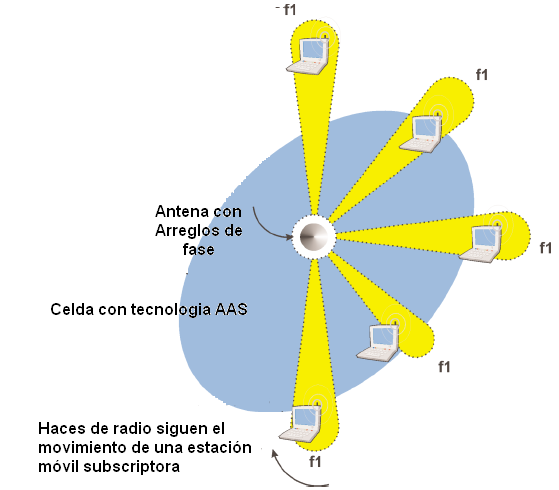 f1
f1
Antena con
Arreglos de
fase
f1
Celda con tecnologia AAS
f1
Haces de radio siguen el
movimiento de una estación
móvil subscriptora
f1